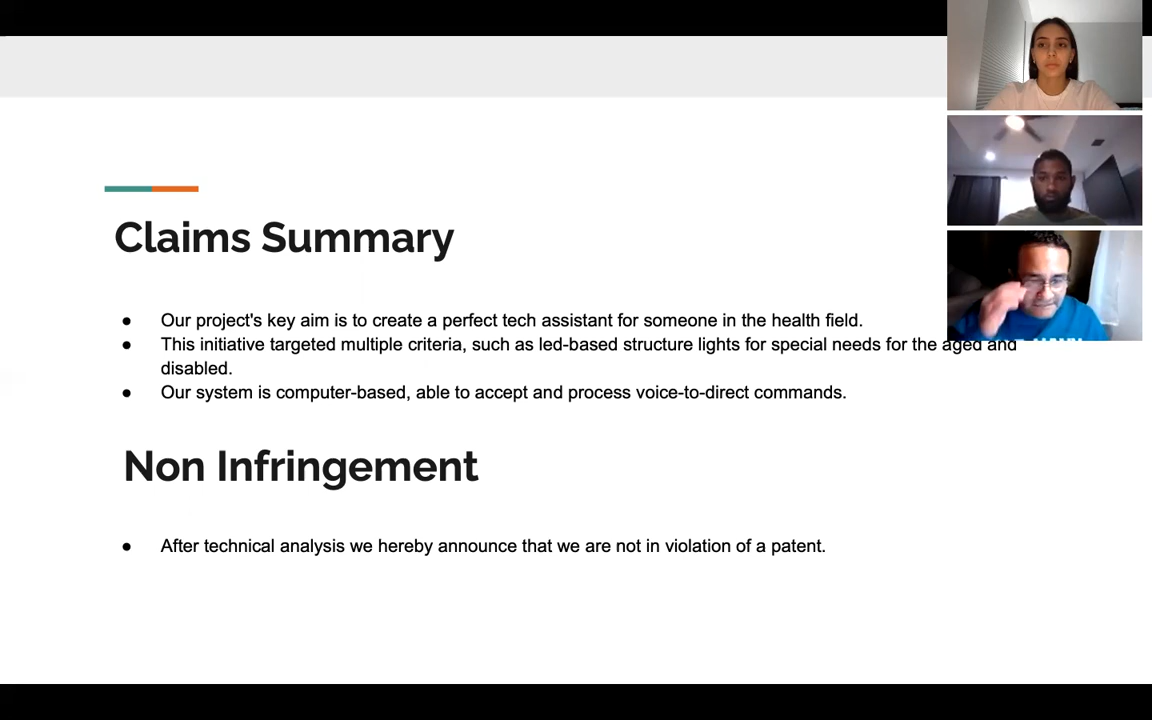 Claims Summary
● Our project's key aim is to create a perfect tech assistant for someone in the health field.
● This initiative targeted multiple criteria, such as led-based structure lights for special needs for the aged and
disabled.
● Our system is computer-based, able to accept and process voice-to-direct commands.
Non Infringement
● After technical analysis we hereby announce that we are not in violation of a patent.